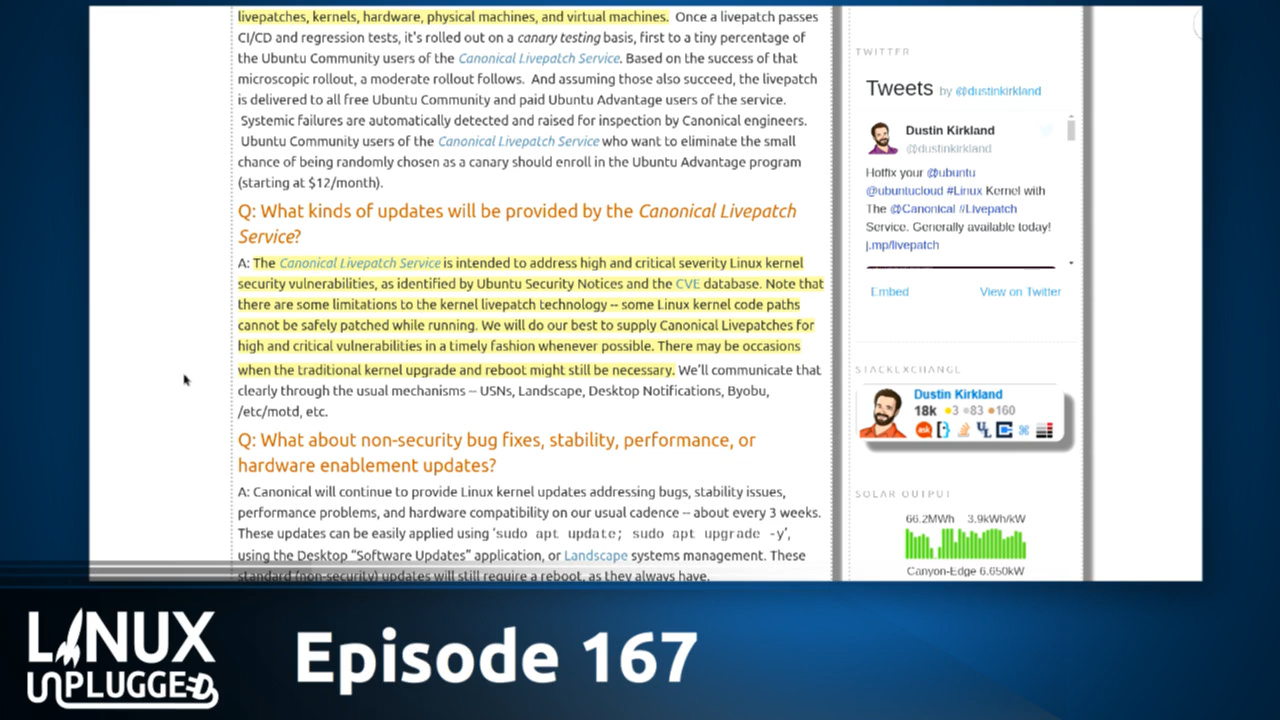 livepatches, kernels, hardware, physical machines, and virtual machines. Once a livepatch passes
CI/CD and regression tests, it's rolled out on a canary testing basis, first to a tiny percentage of
the Ubuntu Community users of the Canonical Livepatch Service. Based on the success of that
microscopic rollout, a moderate rollout follows. And assuming those also succeed, the livepatch
is delivered to all free Ubuntu Community and paid Ubuntu Advantage users of the service.
Systemic failures are automatically detected and raised for inspection by Canonical engineers.
Ubuntu Community users of the Canonical Livepatch Service who want to eliminate the small
chance of being randomly chosen as a canary should enroll in the Ubuntu Advantage program
(starting at $12/month).
Q: What kinds of updates will be provided by the Canonical Livepatch
Service?
A: The Canonical Livepatch Service is intended to address high and critical severity Linux kernel
security vulnerabilities, as identified by Ubuntu Security Notices and the CVE database. Note that
there are some limitations to the kernel livepatch technology -- some Linux kernel code paths
cannot be safely patched while running. We will do our best to supply Canonical Livepatches for
high and critical vulnerabilities in a timely fashion whenever possible. There may be occasions
when the traditional kernel upgrade and reboot might still be necessary. We'll communicate that
clearly through the usual mechanisms -- USNs, Landscape, Desktop Notifications, Byobu,
/etc/motd, etc.
Q: What about non-security bug fixes, stability, performance, or
hardware enablement updates?
A: Canonical will continue to provide Linux kernel updates addressing bugs, stability issues,
performance problems, and hardware compatibility on our usual cadence -- about every 3 weeks.
These updates can be easily applied using 'sudo apt update; sudo apt upgrade -y',
using the Desktop "Software Updates" application, or Landscape systems management. These
standard (non-security) updates will still require a reboot, as they always have.
TWITTER
Tweets by @dustinkirkland
Dustin Kirkland
@dustinkirkland
Hotfix your @ubuntu
@ubuntucloud #Linux Kernel with
The @Canonical #Livepatch
Service. Generally available today!
j.mp/livepatch
Embed View on Twitter
STACKEXCHANGE
Dustin Kirkland
18k 3 83 160
ask
SOLAR OUTPUT
66.2MWh 3.9kWh/kW
Canyon-Edge 6.650kW
LINUX
UNPLUGGED
Episode 167